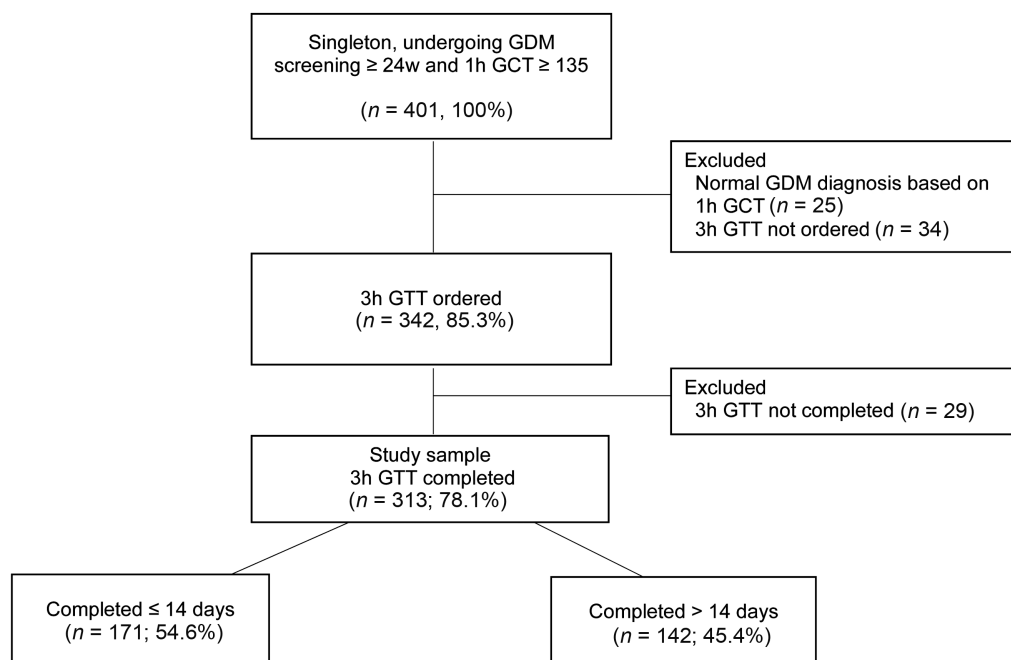 Singleton, undergoing GDM
screening ≥ 24w and 1h GCT ≥ 135
(n = 401, 100%)
Excluded
Normal GDM diagnosis based on
1h GCT (n = 25)
3h GTT not ordered (n = 34)
3h GTT ordered
(n = 342, 85.3%)
Excluded
3h GTT not completed (n = 29)
Study sample
3h GTT completed
(n = 313; 78.1%)
Completed ≤ 14 days
(n = 171; 54.6%)
Completed > 14 days
(n = 142; 45.4%)